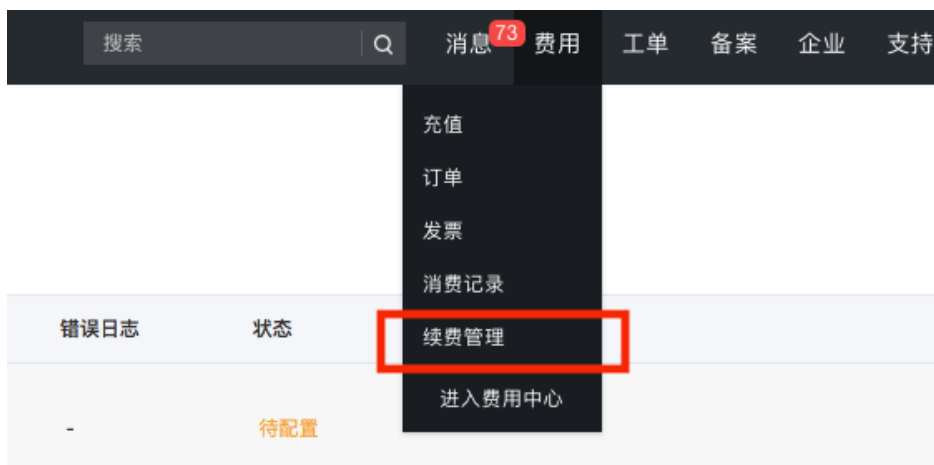 搜索 消息 73 费用 工单 备案 企业 支持
充值
订单
发票
消费记录
错误日志 状态 续费管理
进入费用中心
- 待配置